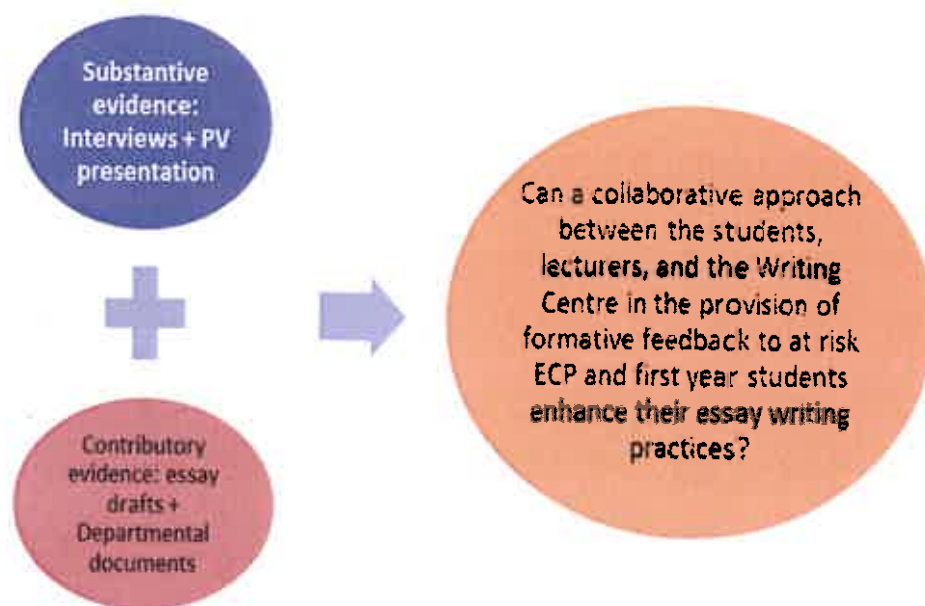 Substantive
evidence:
Interviews + PV
presentation
Contributory
evidence: essay
drafts +
Departmental
documents
Can a collaborative approach
between the students,
lecturers, and the Writing
Centre in the provision of
formative feedback to at risk
ECP and first year students
enhance their essay writing
practices?